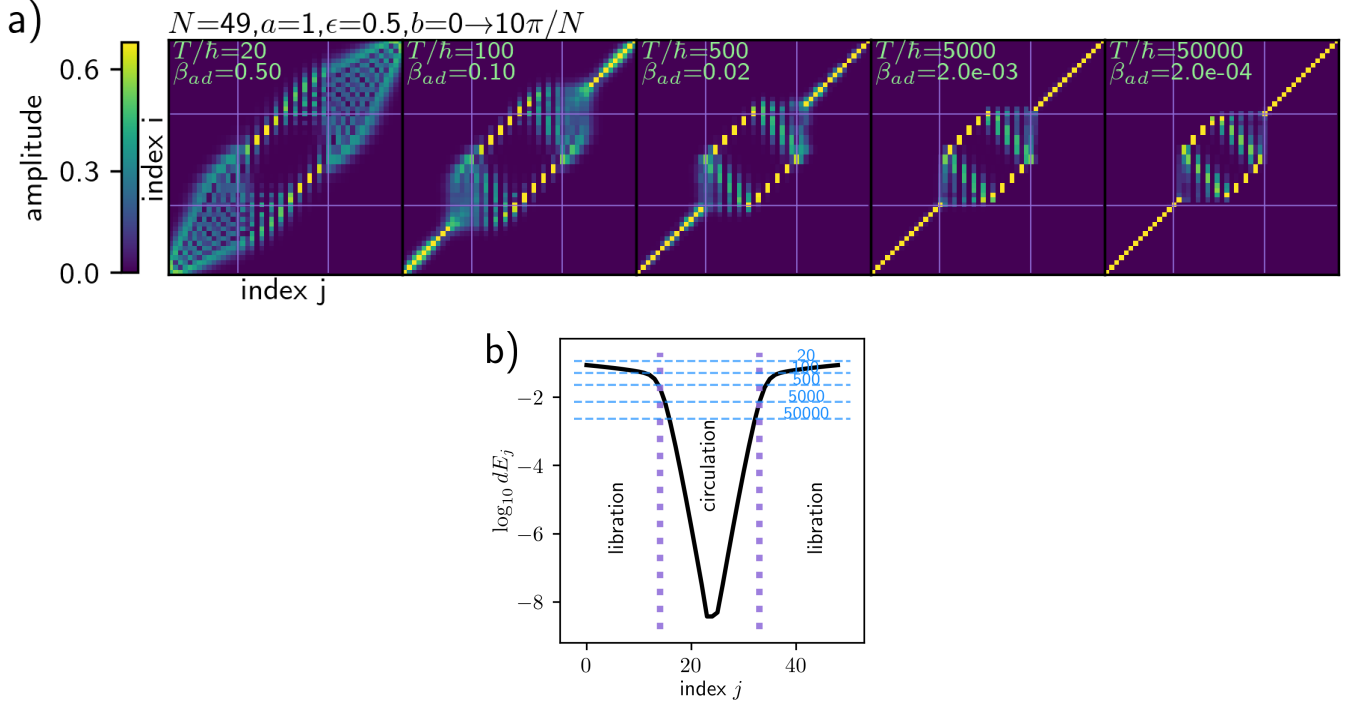 a)
N=49,a=1,ϵ=0.5,b=0→10π/N
amplitude
0.6
0.3
0.0
index i
index j
T/ħ=20
β_ad=0.50
T/ħ=100
β_ad=0.10
T/ħ=500
β_ad=0.02
T/ħ=5000
β_ad=2.0e-03
T/ħ=50000
β_ad=2.0e-04
b)
log₁₀ dE_j
−2
−4
−6
−8
20
100
500
5000
50000
libration
circulation
libration
0
20
40
index j